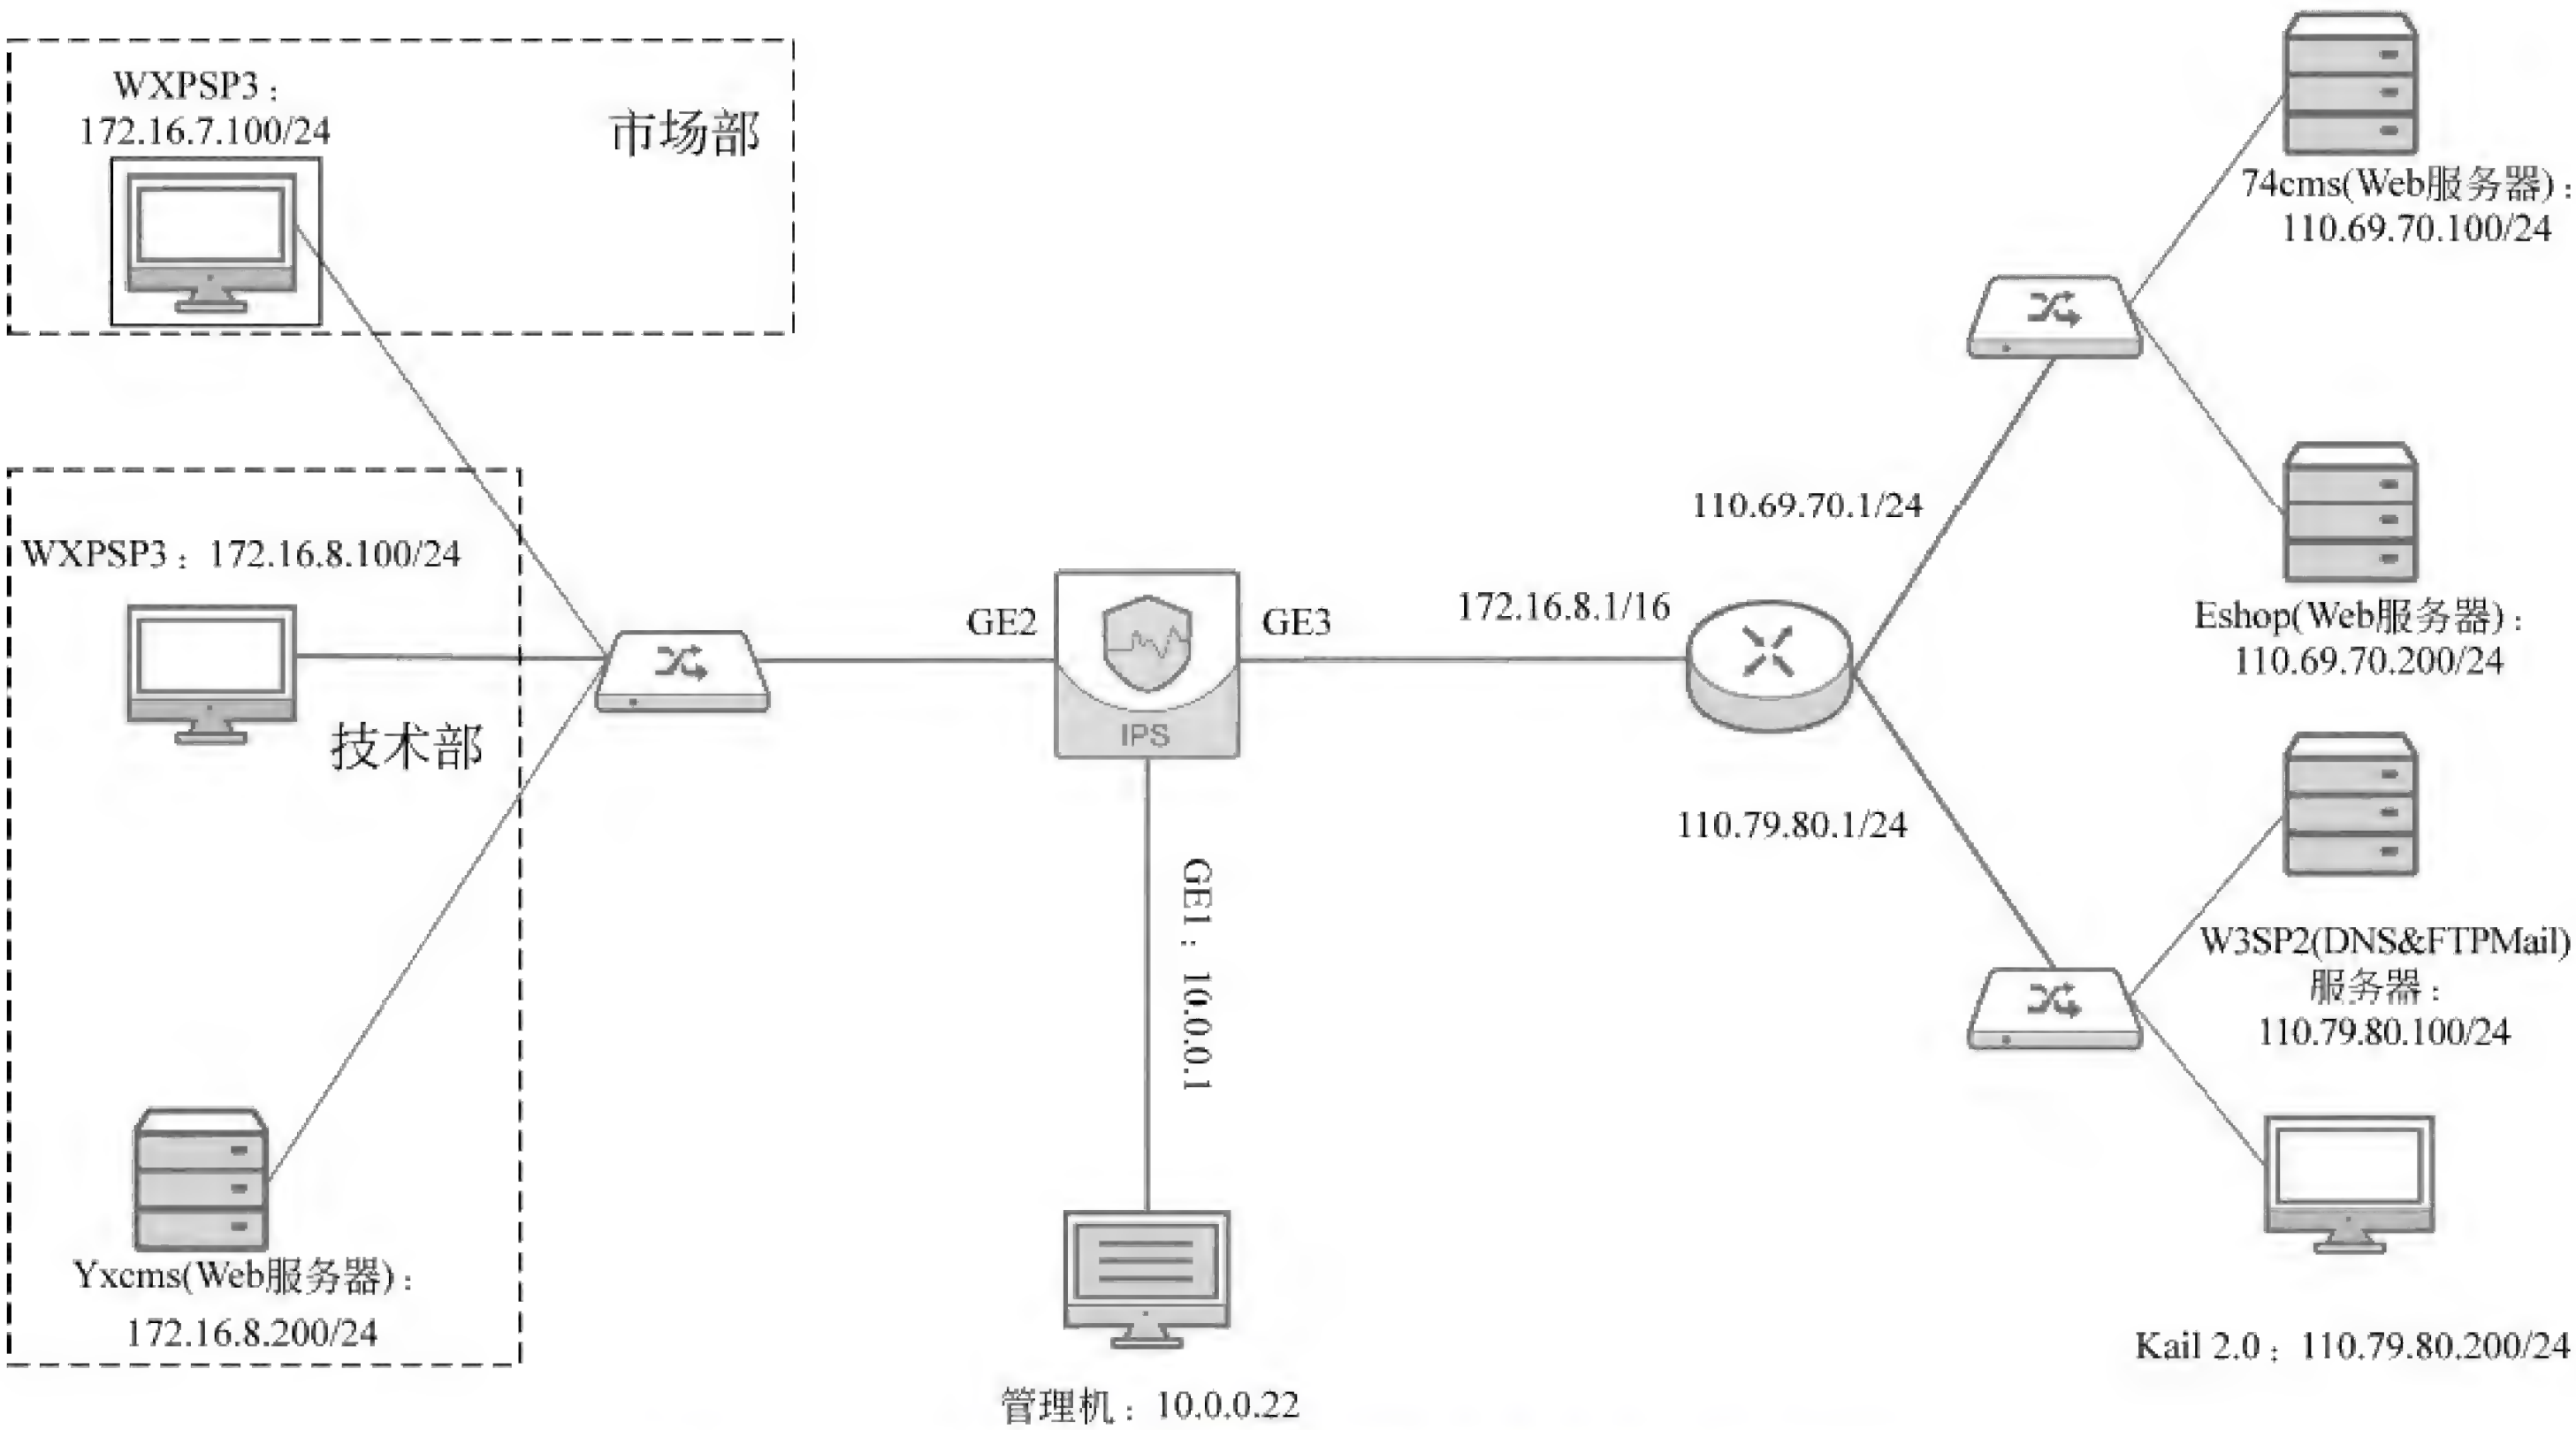 WXPSP3：
172.16.7.100/24
市场部
WXPSP3：172.16.8.100/24
技术部
Yxcms(Web服务器)：
172.16.8.200/24
GE2
IPS
GE3
GE1：10.0.0.1
管理机：10.0.0.22
172.16.8.1/16
110.69.70.1/24
110.79.80.1/24
74cms(Web服务器)：
110.69.70.100/24
Eshop(Web服务器)：
110.69.70.200/24
W3SP2(DNS&FTPMail)
服务器：
110.79.80.100/24
Kail 2.0：110.79.80.200/24